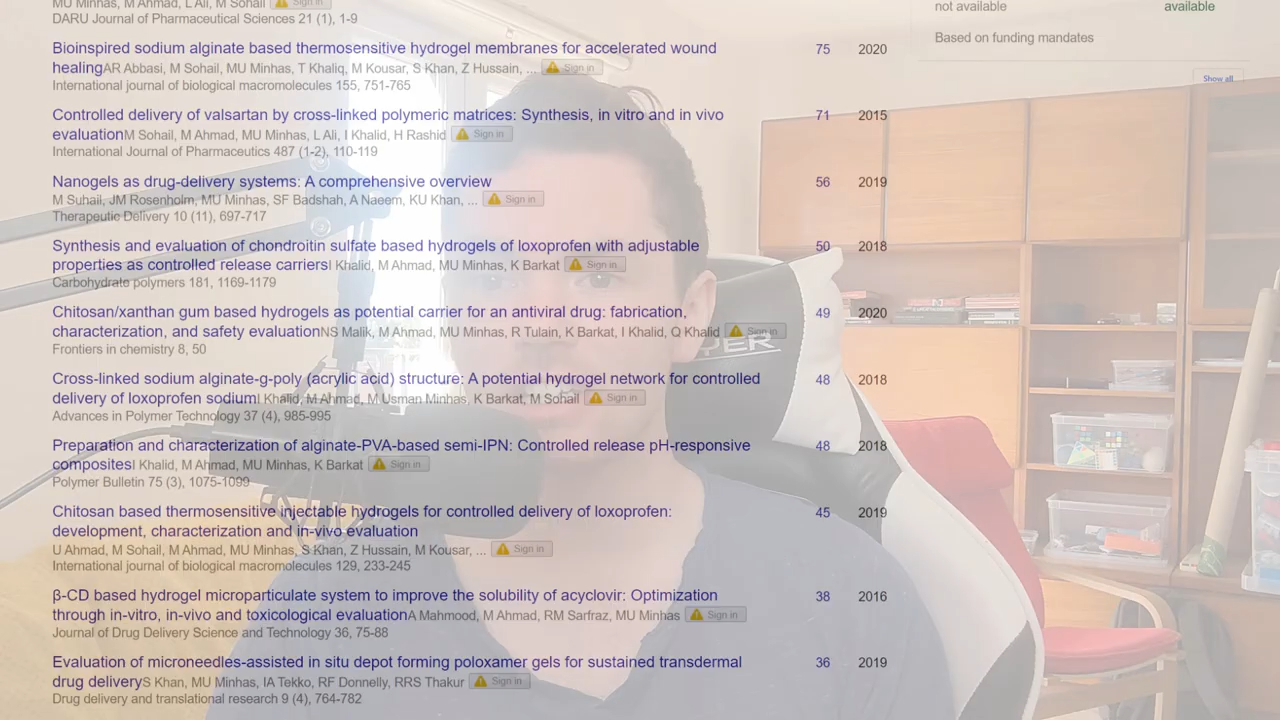 MU Minhas, M Ahmad, L Ali, M Sohail Sign in
DARU Journal of Pharmaceutical Sciences 21 (1), 1-9
not available available
Based on funding mandates
Show all
Bioinspired sodium alginate based thermosensitive hydrogel membranes for accelerated wound 75 2020
healingAR Abbasi, M Sohail, MU Minhas, T Khaliq, M Kousar, S Khan, Z Hussain, ... Sign in
International journal of biological macromolecules 155, 751-765
Controlled delivery of valsartan by cross-linked polymeric matrices: Synthesis, in vitro and in vivo 71 2015
evaluationM Sohail, M Ahmad, MU Minhas, L Ali, I Khalid, H Rashid Sign in
International Journal of Pharmaceutics 487 (1-2), 110-119
Nanogels as drug-delivery systems: A comprehensive overview 56 2019
M Suhail, JM Rosenholm, MU Minhas, SF Badshah, A Naeem, KU Khan, ... Sign in
Therapeutic Delivery 10 (11), 697-717
Synthesis and evaluation of chondroitin sulfate based hydrogels of loxoprofen with adjustable 50 2018
properties as controlled release carriersI Khalid, M Ahmad, MU Minhas, K Barkat Sign in
Carbohydrate polymers 181, 1169-1179
Chitosan/xanthan gum based hydrogels as potential carrier for an antiviral drug: fabrication, 49 2020
characterization, and safety evaluationNS Malik, M Ahmad, MU Minhas, R Tulain, K Barkat, I Khalid, Q Khalid Sign in
Frontiers in chemistry 8, 50
PER
Cross-linked sodium alginate-g-poly (acrylic acid) structure: A potential hydrogel network for controlled 48 2018
delivery of loxoprofen sodiumI Khalid, M Ahmad, M Usman Minhas, K Barkat, M Sohail Sign in
Advances in Polymer Technology 37 (4), 985-995
Preparation and characterization of alginate-PVA-based semi-IPN: Controlled release pH-responsive 48 2018
compositesI Khalid, M Ahmad, MU Minhas, K Barkat Sign in
Polymer Bulletin 75 (3), 1075-1099
Chitosan based thermosensitive injectable hydrogels for controlled delivery of loxoprofen: 45 2019
development, characterization and in-vivo evaluation
U Ahmad, M Sohail, M Ahmad, MU Minhas, S Khan, Z Hussain, M Kousar, ... Sign in
International journal of biological macromolecules 129, 233-245
β-CD based hydrogel microparticulate system to improve the solubility of acyclovir: Optimization 38 2016
through in-vitro, in-vivo and toxicological evaluationA Mahmood, M Ahmad, RM Sarfraz, MU Minhas Sign in
Journal of Drug Delivery Science and Technology 36, 75-88
Evaluation of microneedles-assisted in situ depot forming poloxamer gels for sustained transdermal 36 2019
drug deliveryS Khan, MU Minhas, IA Tekko, RF Donnelly, RRS Thakur Sign in
Drug delivery and translational research 9 (4), 764-782